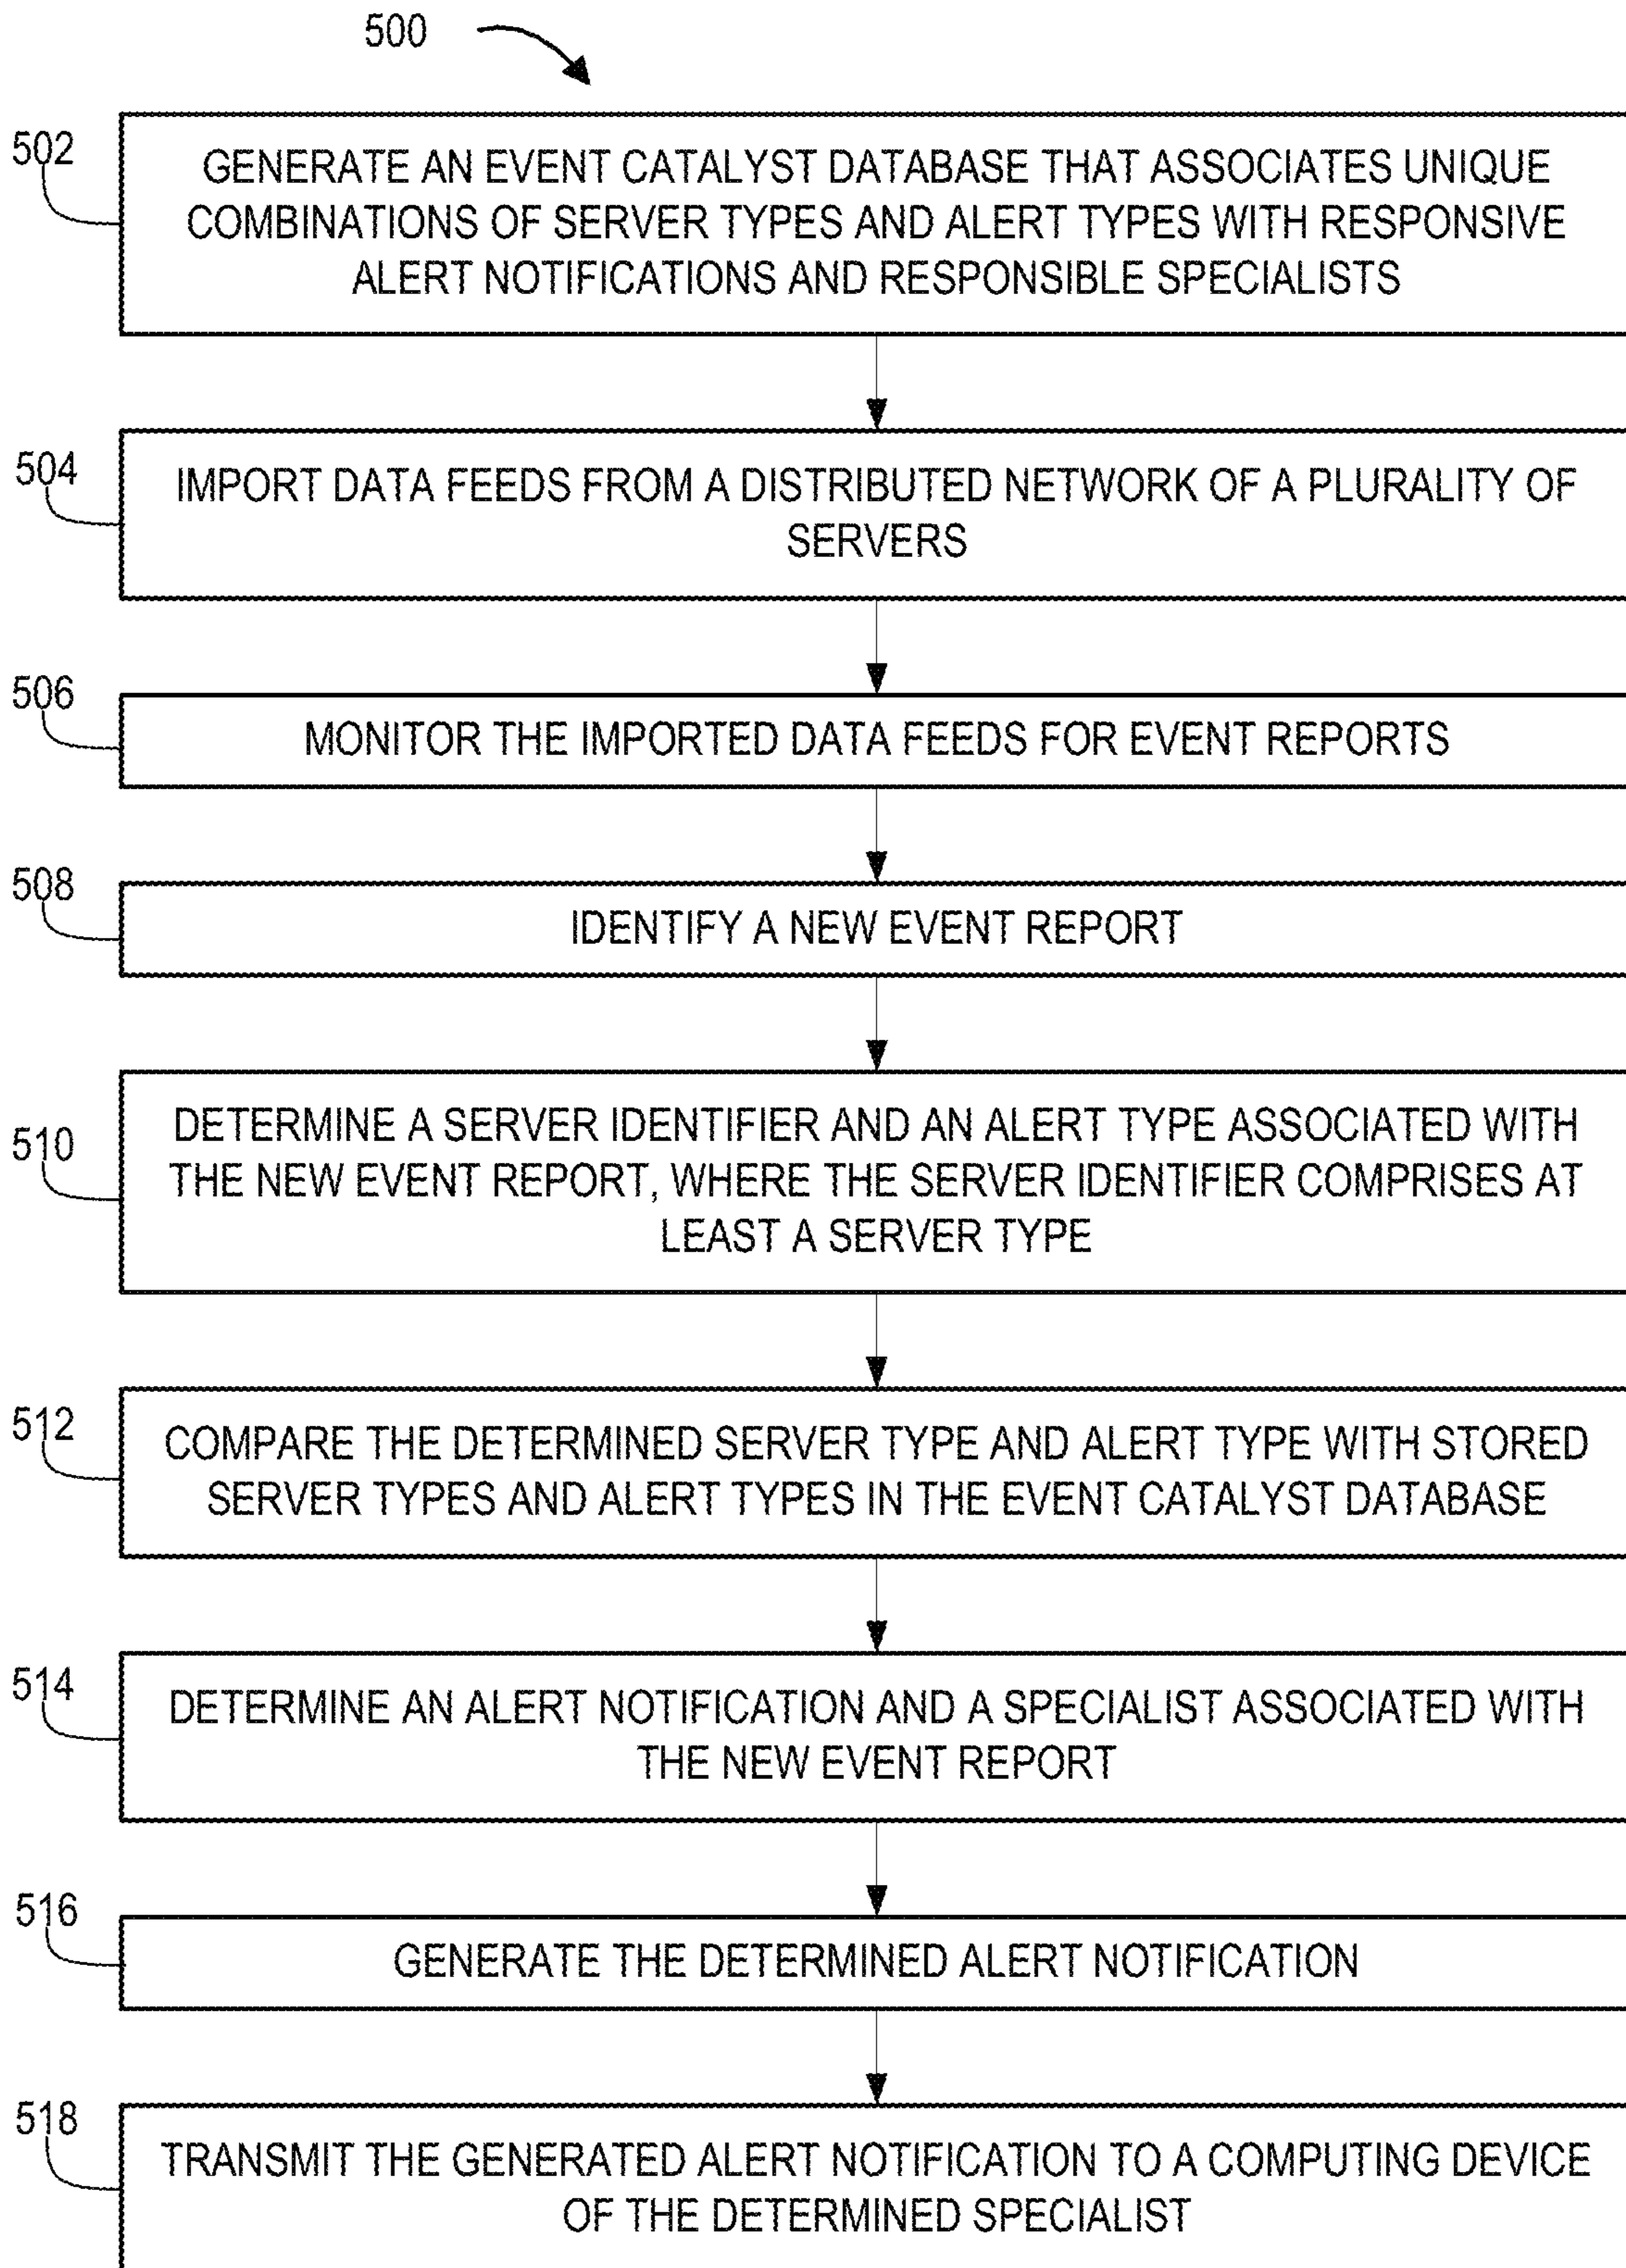 500
502
GENERATE AN EVENT CATALYST DATABASE THAT ASSOCIATES UNIQUE
COMBINATIONS OF SERVER TYPES AND ALERT TYPES WITH RESPONSIVE
ALERT NOTIFICATIONS AND RESPONSIBLE SPECIALISTS
504
IMPORT DATA FEEDS FROM A DISTRIBUTED NETWORK OF A PLURALITY OF
SERVERS
506
MONITOR THE IMPORTED DATA FEEDS FOR EVENT REPORTS
508
IDENTIFY A NEW EVENT REPORT
510
DETERMINE A SERVER IDENTIFIER AND AN ALERT TYPE ASSOCIATED WITH
THE NEW EVENT REPORT, WHERE THE SERVER IDENTIFIER COMPRISES AT
LEAST A SERVER TYPE
512
COMPARE THE DETERMINED SERVER TYPE AND ALERT TYPE WITH STORED
SERVER TYPES AND ALERT TYPES IN THE EVENT CATALYST DATABASE
514
DETERMINE AN ALERT NOTIFICATION AND A SPECIALIST ASSOCIATED WITH
THE NEW EVENT REPORT
516
GENERATE THE DETERMINED ALERT NOTIFICATION
518
TRANSMIT THE GENERATED ALERT NOTIFICATION TO A COMPUTING DEVICE
OF THE DETERMINED SPECIALIST